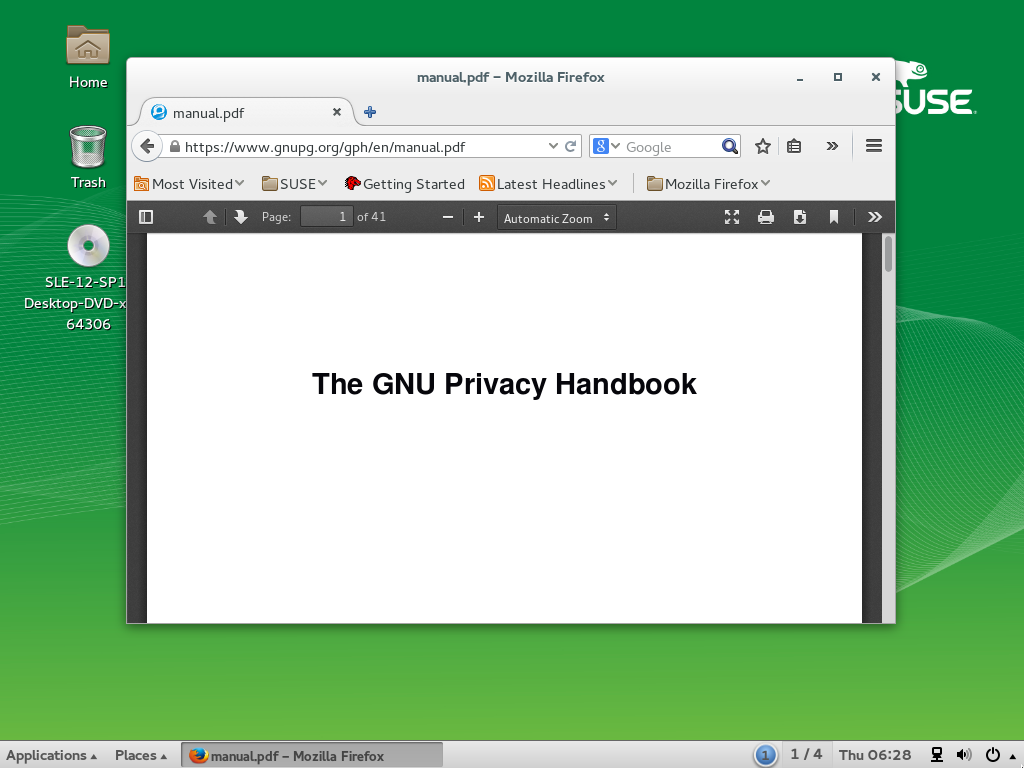 Home
Trash
SLE-12-SP1
Desktop-DVD-x
64306
SUSE
manual.pdf – Mozilla Firefox
manual.pdf
https://www.gnupg.org/gph/en/manual.pdf
8 Google
Most Visited SUSE Getting Started Latest Headlines Mozilla Firefox
Page: 1 of 41 Automatic Zoom
The GNU Privacy Handbook
Applications Places manual.pdf – Mozilla Firefox 1 1 / 4 Thu 06:28